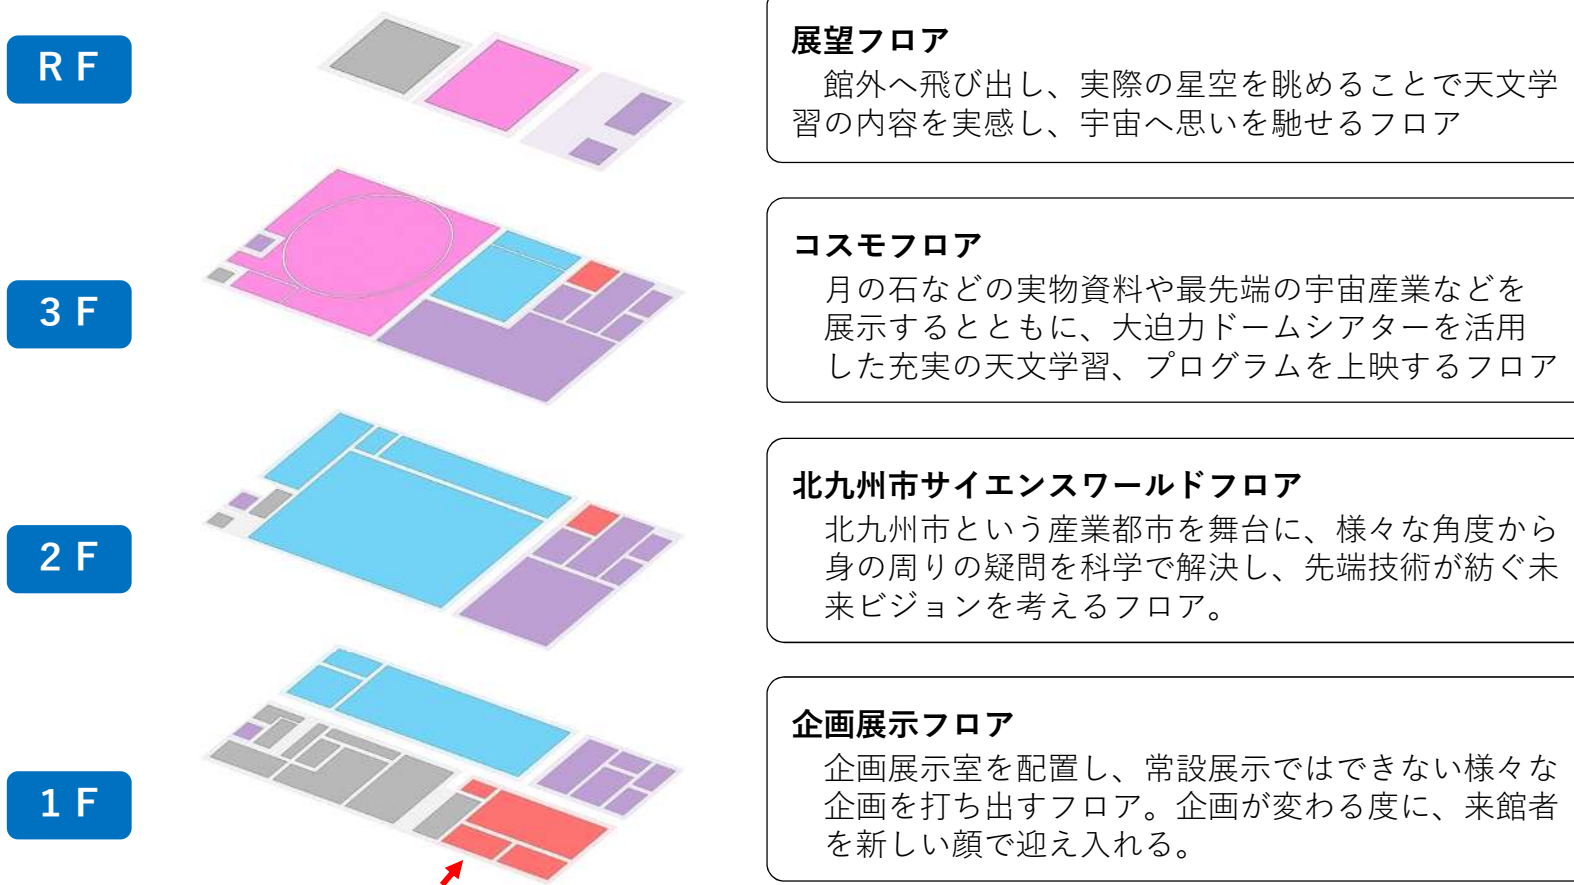 RF
展望フロア
館外へ飛び出し、実際の星空を眺めることで天文学
習の内容を実感し、宇宙へ思いを馳せるフロア
3F
コスモフロア
月の石などの実物資料や最先端の宇宙産業などを
展示するとともに、大迫力ドームシアターを活用
した充実の天文学習、プログラムを上映するフロア
2F
北九州市サイエンスワールドフロア
北九州市という産業都市を舞台に、様々な角度から
身の周りの疑問を科学で解決し、先端技術が紡ぐ未
来ビジョンを考えるフロア。
1F
企画展示フロア
企画展示室を配置し、常設展示ではできない様々な
企画を打ち出すフロア。企画が変わる度に、来館者
を新しい顔で迎え入れる。